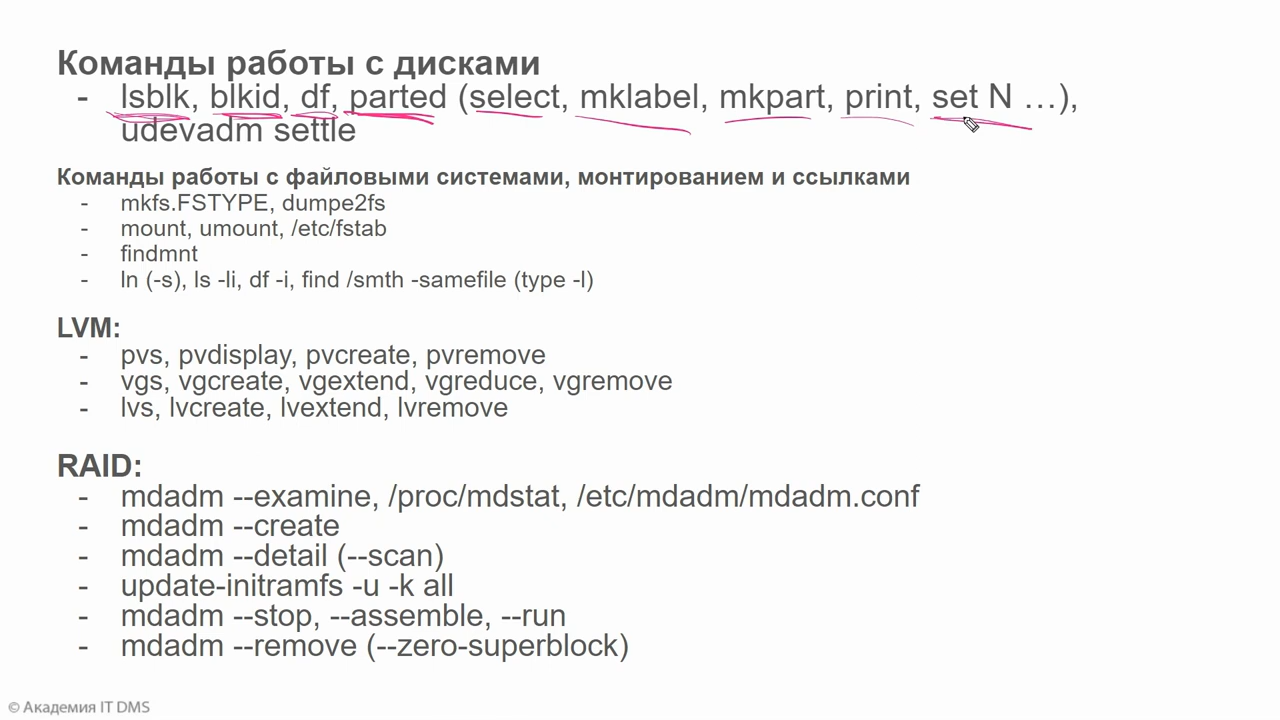 Команды работы с дисками
- lsblk, blkid, df, parted (select, mklabel, mkpart, print, set N …),
udevadm settle
Команды работы с файловыми системами, монтированием и ссылками
- mkfs.FSTYPE, dumpe2fs
- mount, umount, /etc/fstab
- findmnt
- ln (-s), ls -li, df -i, find /smth -samefile (type -l)
LVM:
- pvs, pvdisplay, pvcreate, pvremove
- vgs, vgcreate, vgextend, vgreduce, vgremove
- lvs, lvcreate, lvextend, lvremove
RAID:
- mdadm --examine, /proc/mdstat, /etc/mdadm/mdadm.conf
- mdadm --create
- mdadm --detail (--scan)
- update-initramfs -u -k all
- mdadm --stop, --assemble, --run
- mdadm --remove (--zero-superblock)
© Академия IT DMS